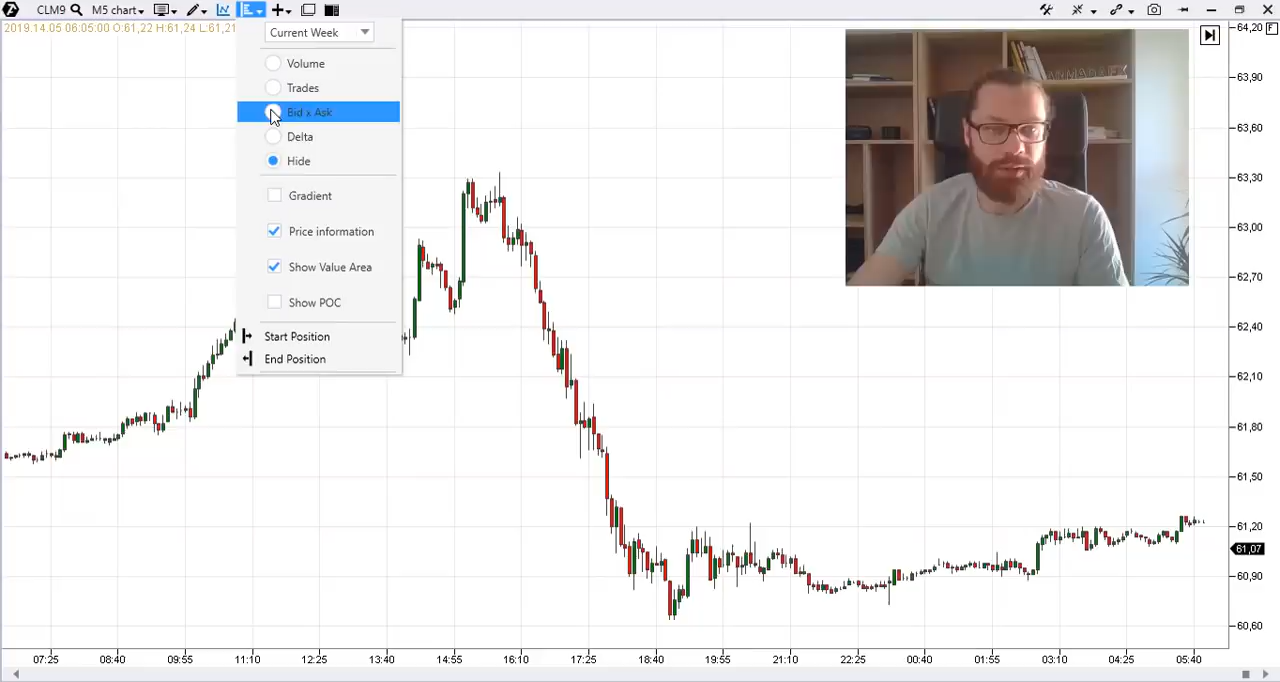 CLM9 M5 chart
2019.14.05 06:05:00 O:61,22 H:61,24 L:61,21
Current Week
Volume
Trades
Bid x Ask
Delta
Hide
Gradient
Price information
Show Value Area
Show POC
Start Position
End Position
64,20
F
63,90
63,60
63,30
63,00
62,70
62,40
62,10
61,80
61,50
61,20
61,07
60,90
60,60
07:25 08:40 09:55 11:10 12:25 13:40 14:55 16:10 17:25 18:40 19:55 21:10 22:25 00:40 01:55 03:10 04:25 05:40